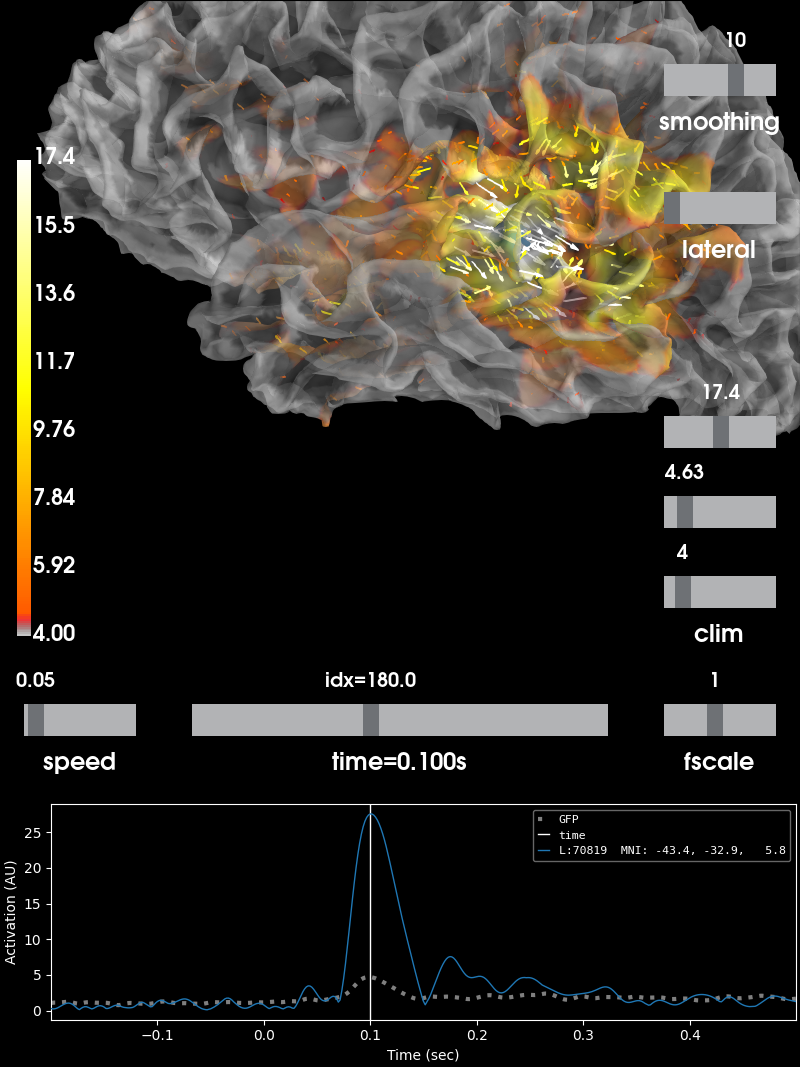 10
smoothing
lateral
17.4
15.5
13.6
11.7
9.76
7.84
5.92
4.00
17.4
4.63
4
clim
0.05
speed
idx=180.0
time=0.100s
1
fscale
GFP
time
L:70819  MNI: -43.4, -32.9,   5.8
Activation (AU)
25
20
15
10
5
0
−0.1
0.0
0.1
0.2
0.3
0.4
Time (sec)